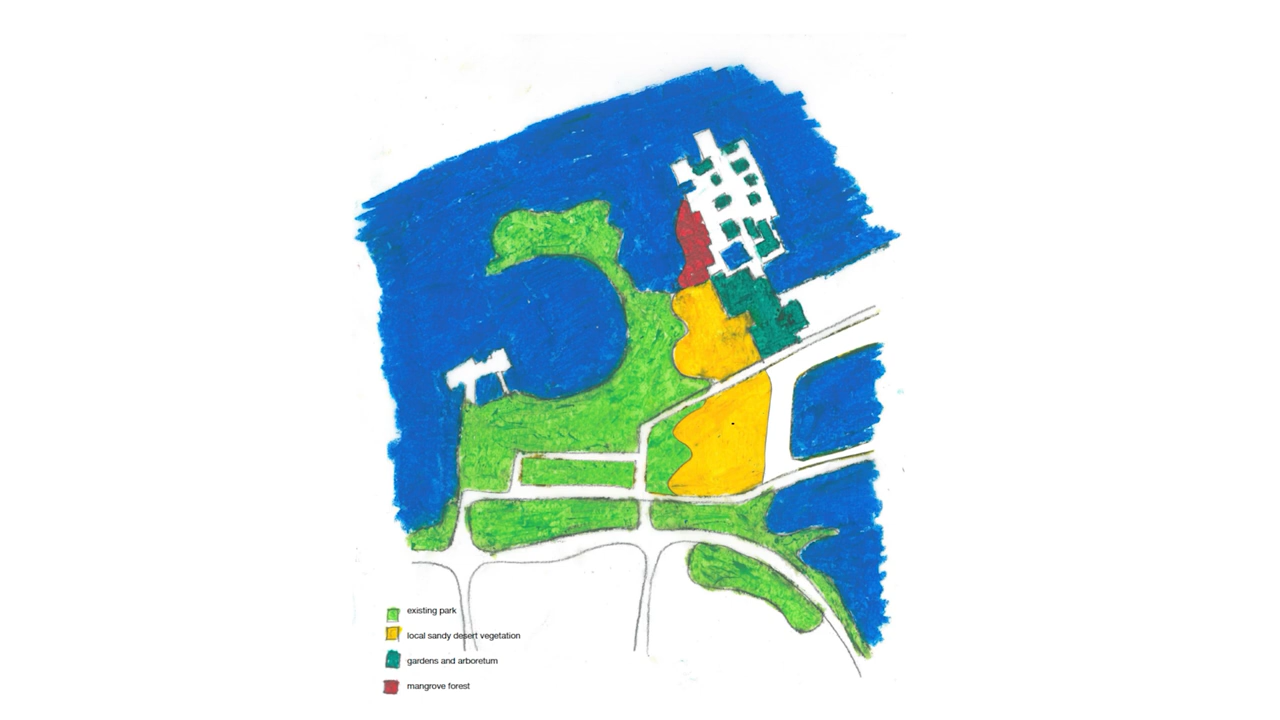 existing park
local sandy desert vegetation
gardens and arboretum
mangrove forest